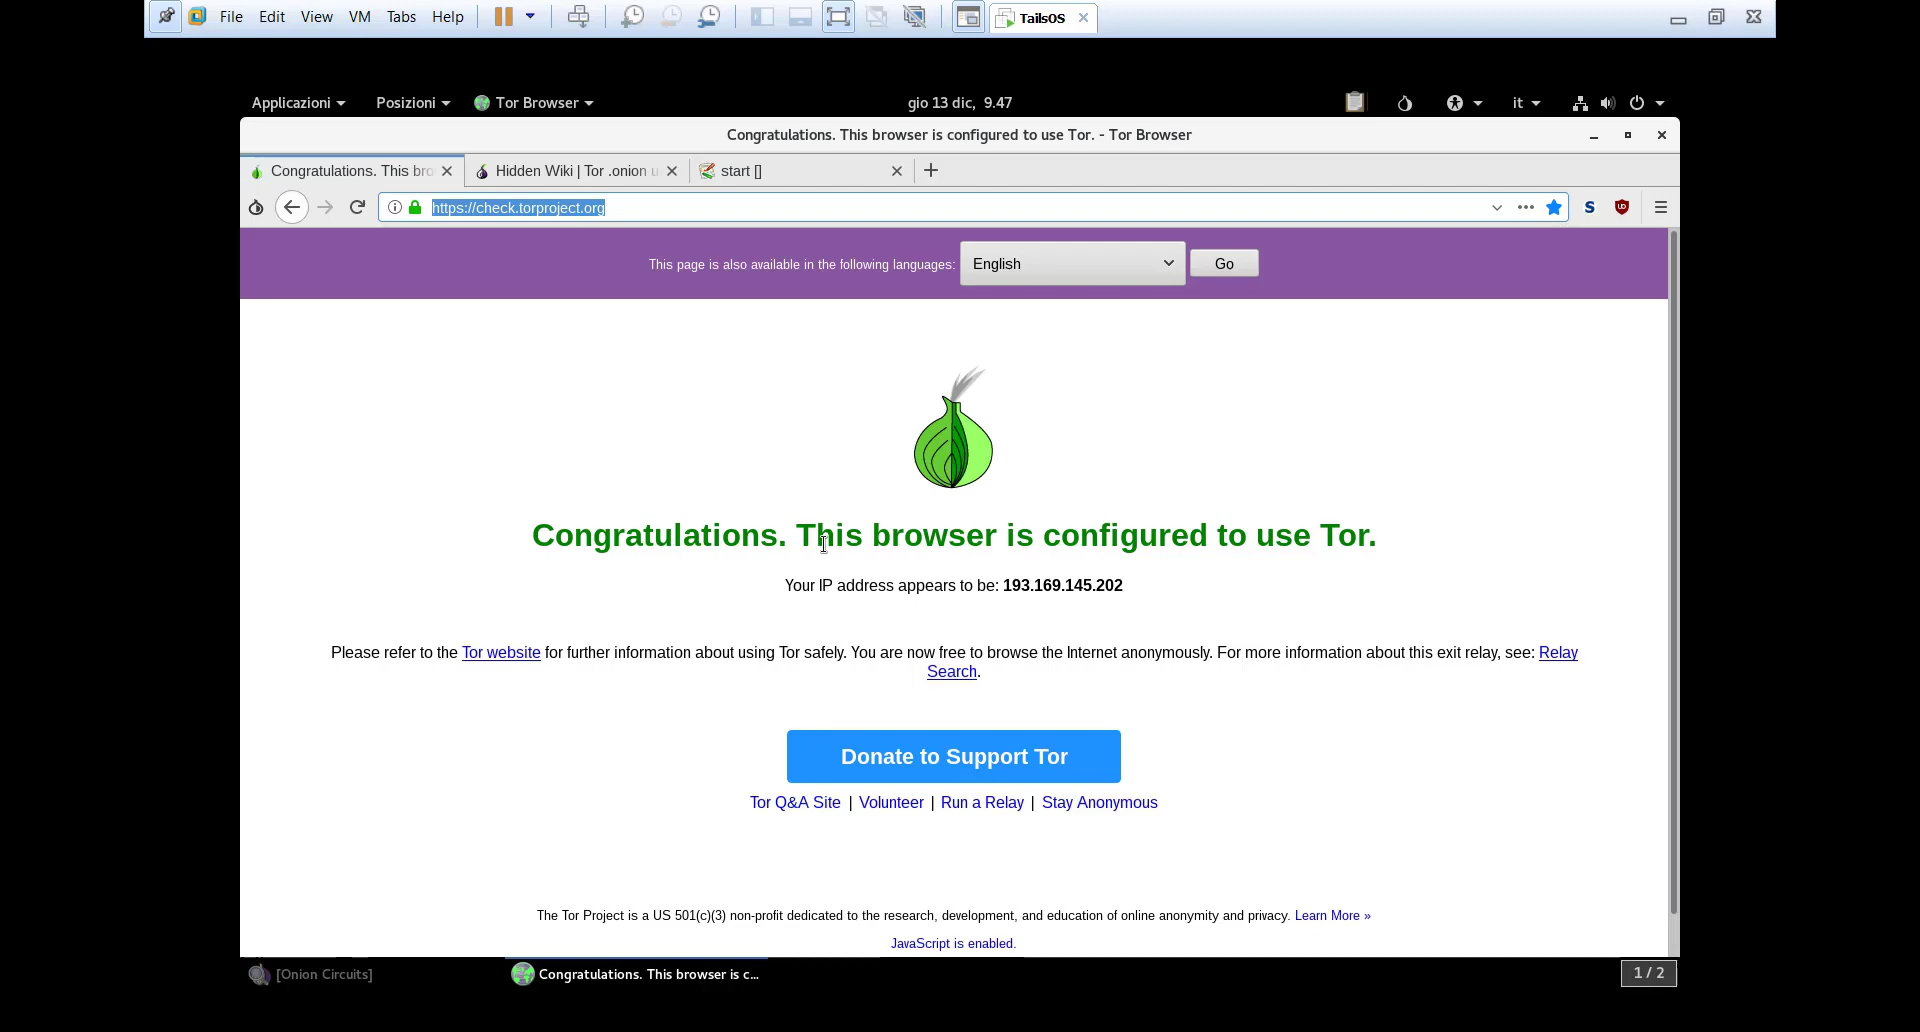 File Edit View VM Tabs Help TailsOS
Applicazioni Posizioni Tor Browser gio 13 dic, 9.47 it
Congratulations. This browser is configured to use Tor. - Tor Browser
Congratulations. This bro Hidden Wiki | Tor .onion u start []
https://check.torproject.org S
This page is also available in the following languages: English Go
Congratulations. This browser is configured to use Tor.
Your IP address appears to be: 193.169.145.202
Please refer to the Tor website for further information about using Tor safely. You are now free to browse the Internet anonymously. For more information about this exit relay, see: Relay
Search.
Donate to Support Tor
Tor Q&A Site | Volunteer | Run a Relay | Stay Anonymous
The Tor Project is a US 501(c)(3) non-profit dedicated to the research, development, and education of online anonymity and privacy. Learn More »
JavaScript is enabled.
[Onion Circuits] Congratulations. This browser is c... 1 / 2